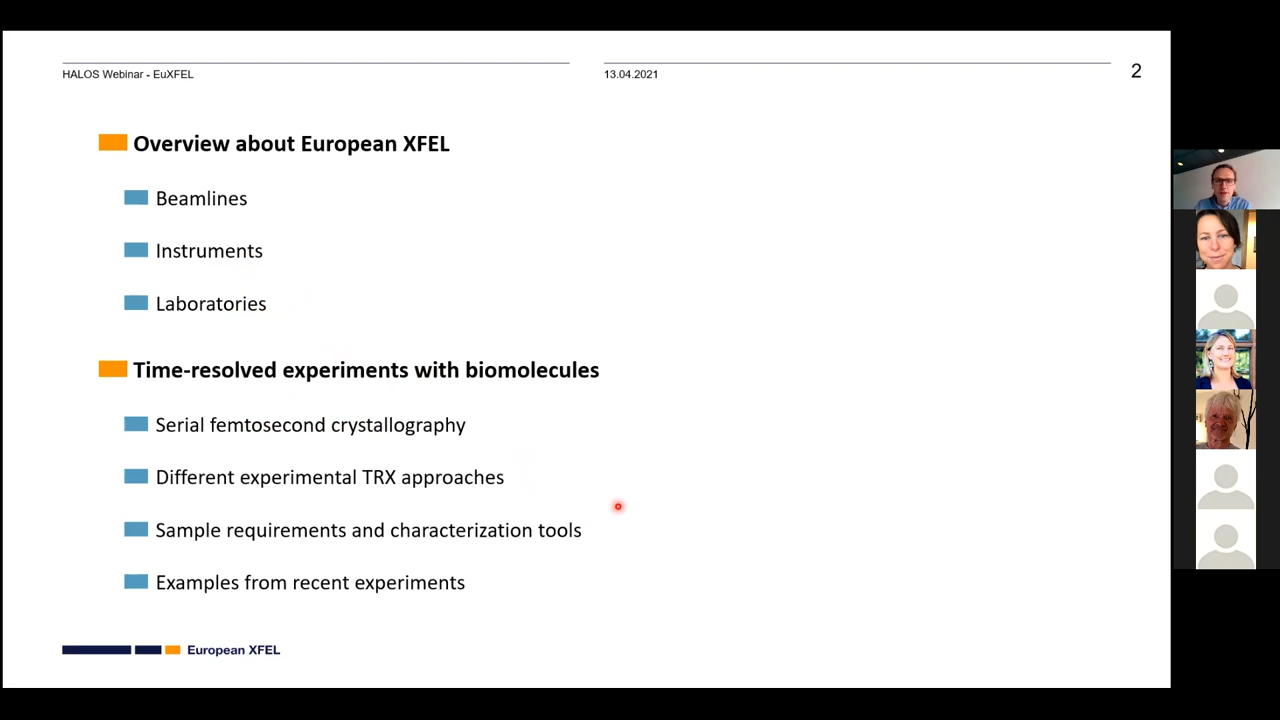 HALOS Webinar - EuXFEL
13.04.2021
2
Overview about European XFEL
Beamlines
Instruments
Laboratories
Time-resolved experiments with biomolecules
Serial femtosecond crystallography
Different experimental TRX approaches
Sample requirements and characterization tools
Examples from recent experiments
European XFEL